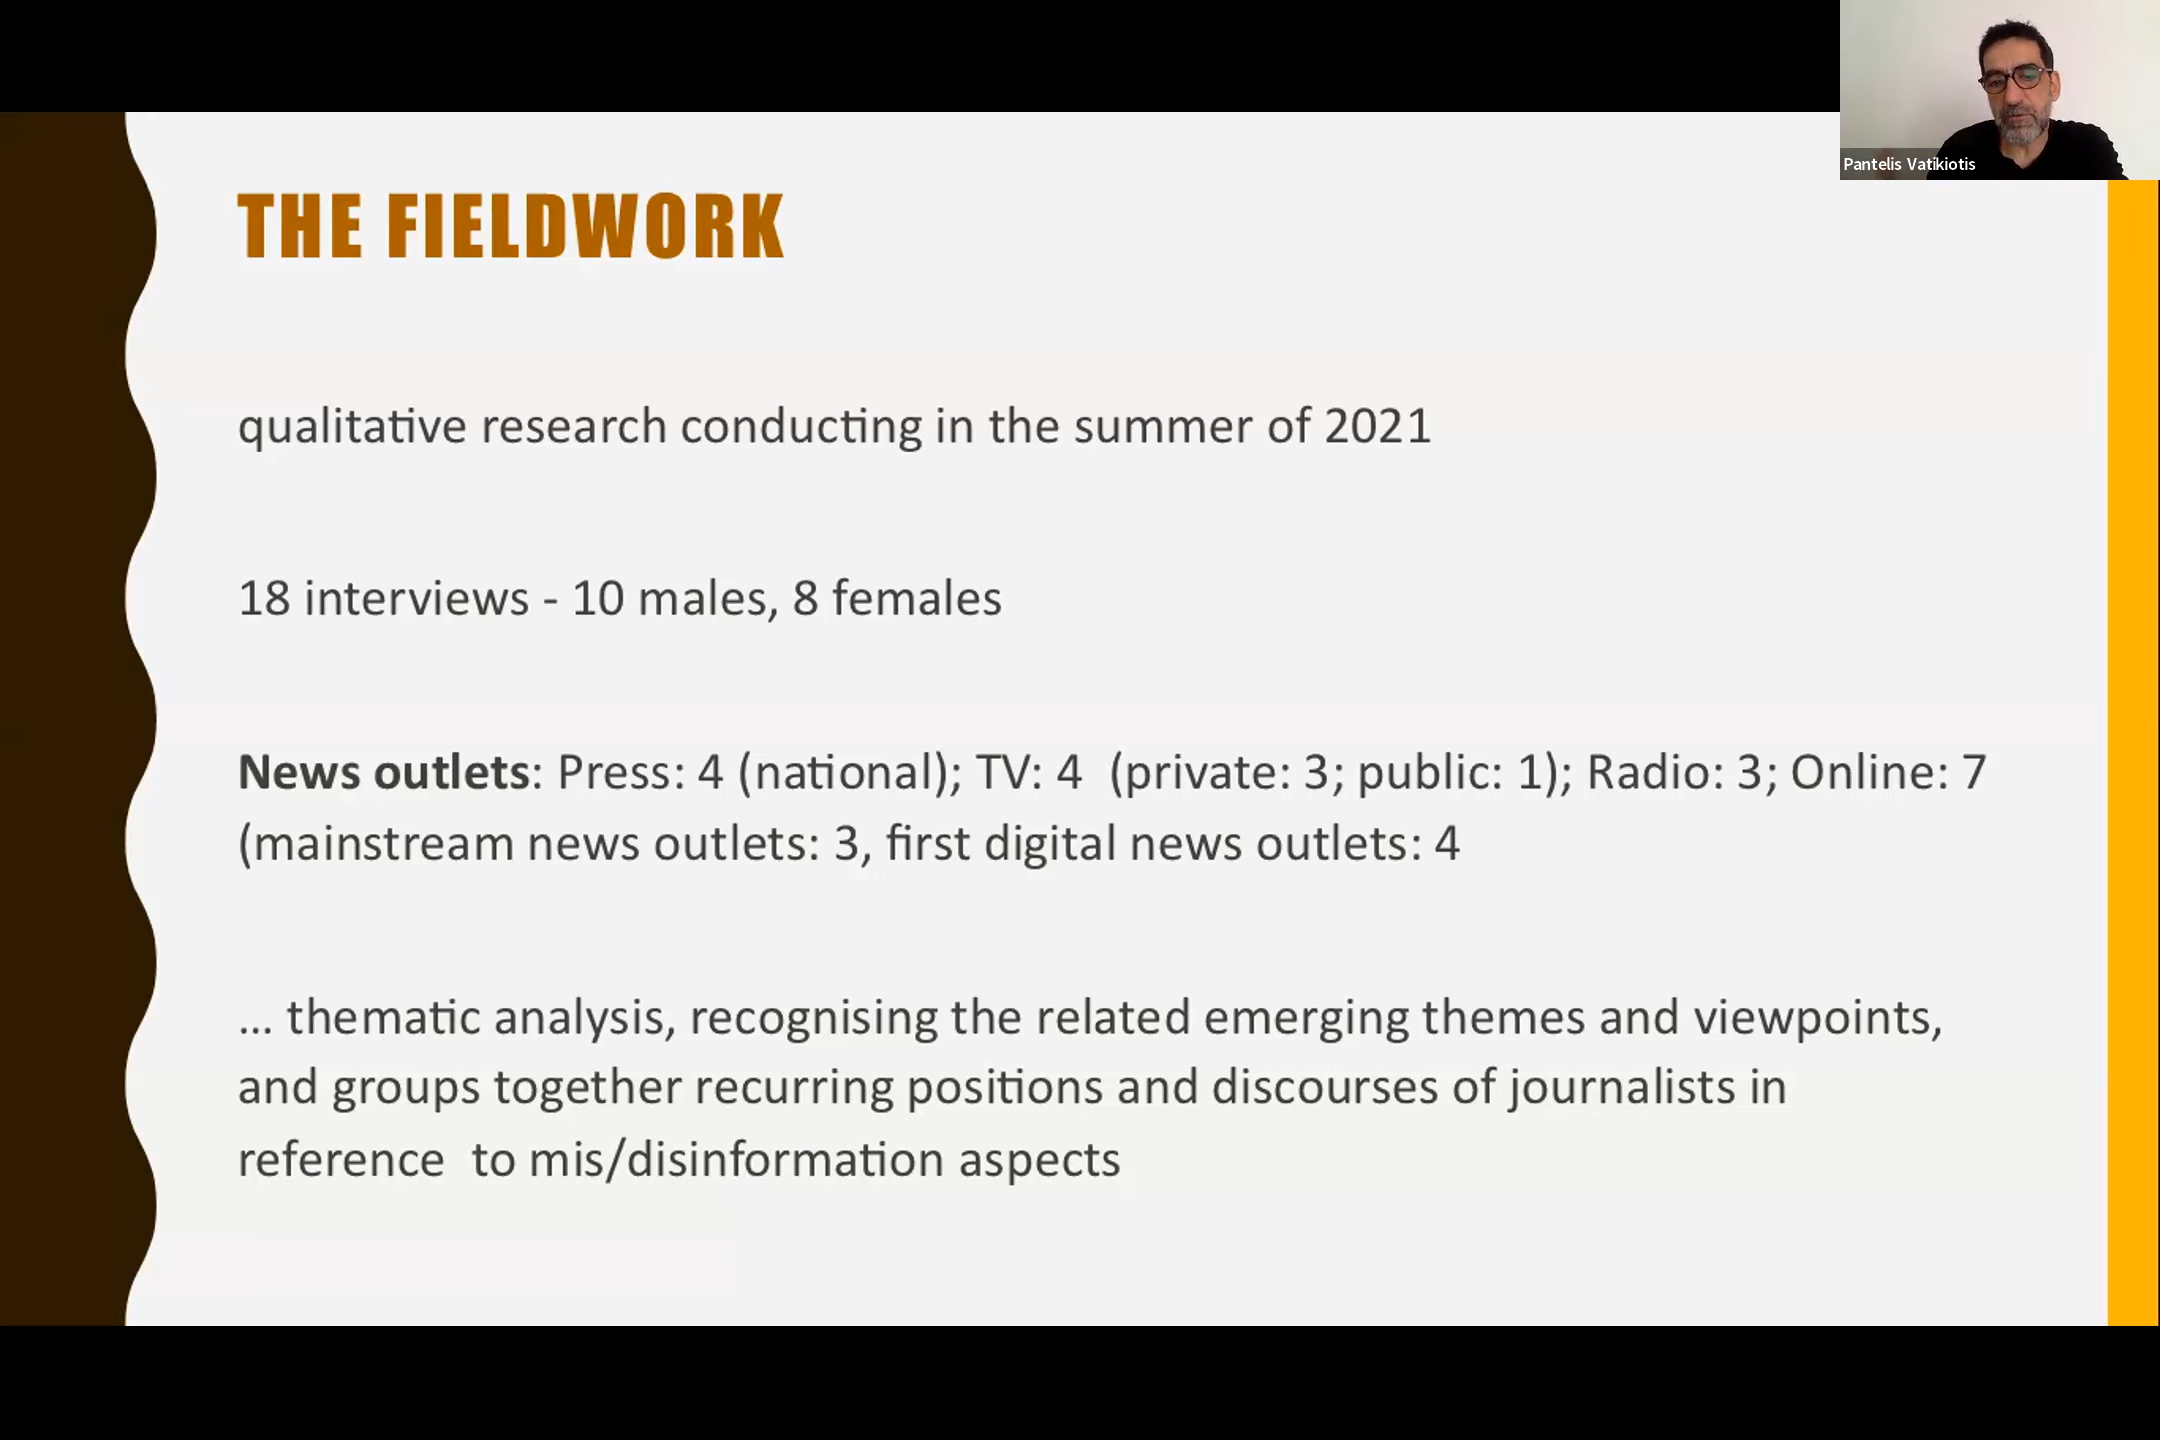 Pantelis Vatikiotis
THE FIELDWORK
qualitative research conducting in the summer of 2021
18 interviews - 10 males, 8 females
News outlets: Press: 4 (national); TV: 4  (private: 3; public: 1); Radio: 3; Online: 7
(mainstream news outlets: 3, first digital news outlets: 4
... thematic analysis, recognising the related emerging themes and viewpoints,
and groups together recurring positions and discourses of journalists in
reference  to mis/disinformation aspects